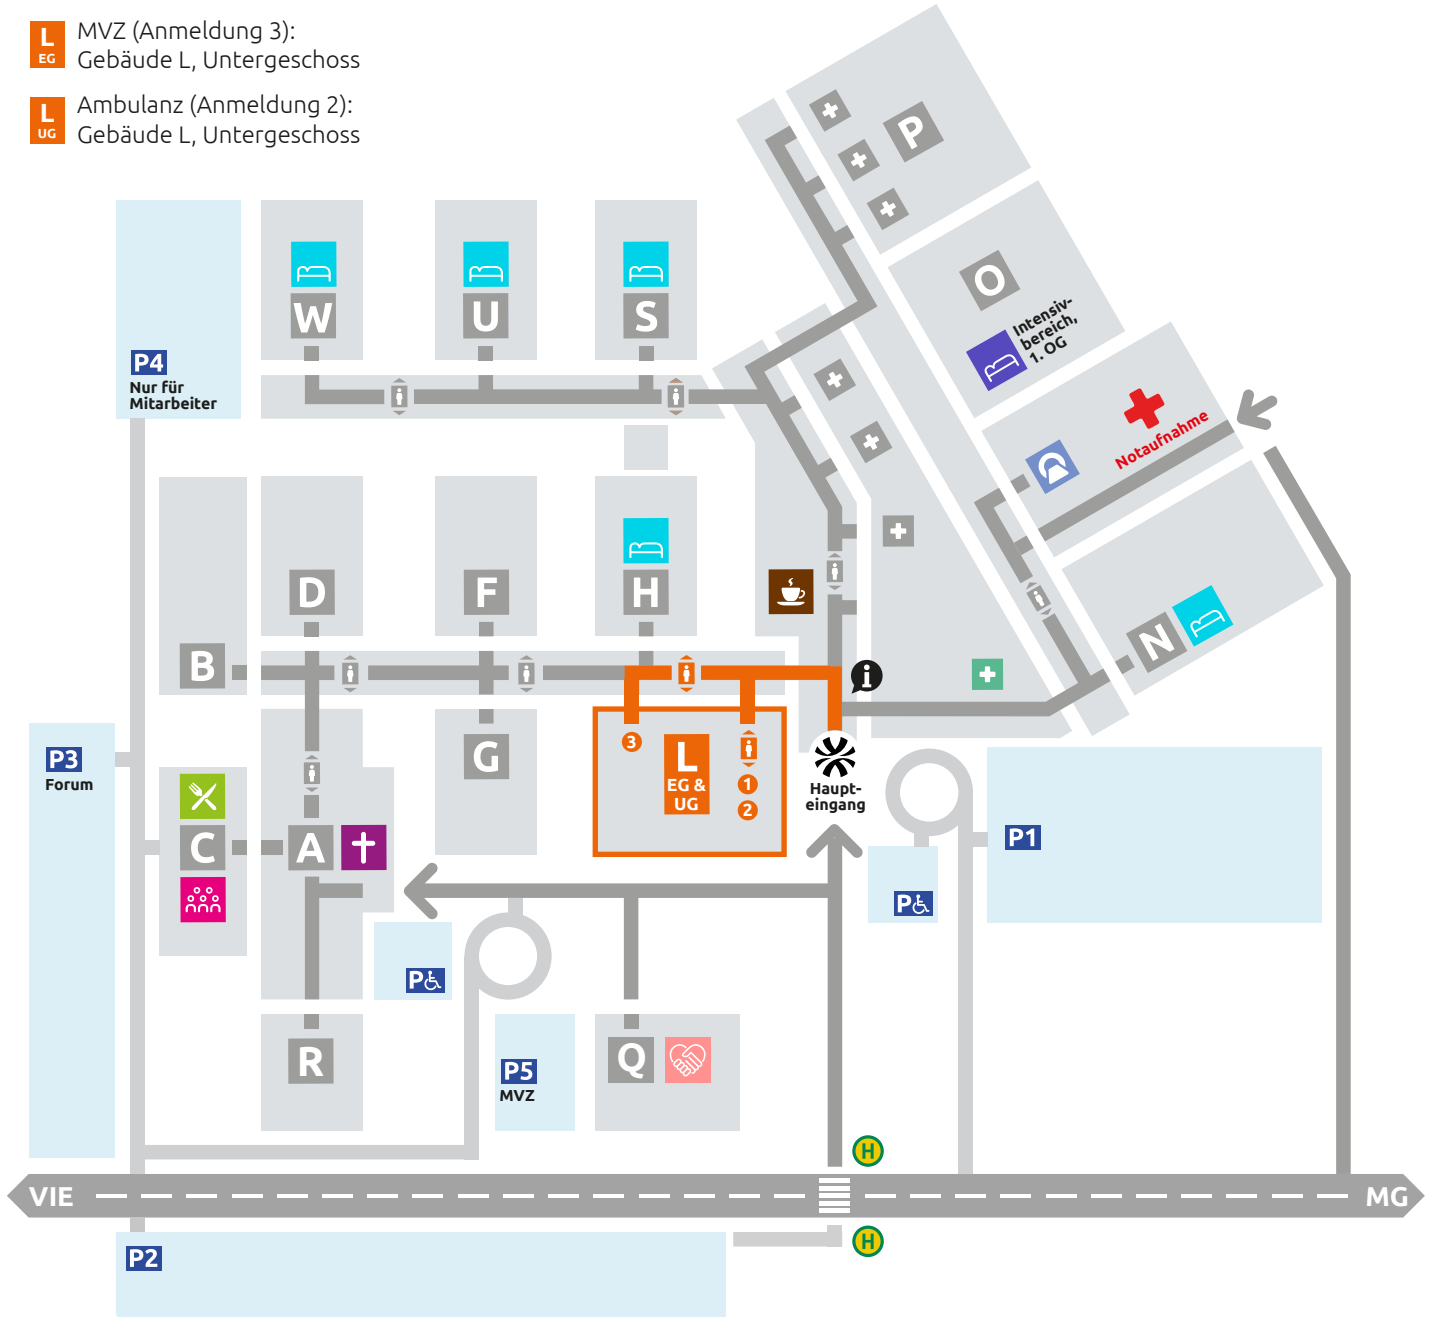 L
EG
MVZ (Anmeldung 3):
Gebäude L, Untergeschoss
L
UG
Ambulanz (Anmeldung 2):
Gebäude L, Untergeschoss
P
O
Intensiv-
bereich,
1. OG
W
U
S
P4
Nur für
Mitarbeiter
Notaufnahme
D
F
H
B
N
i
P3
Forum
G
3
L
EG &
UG
1
2
Haupt-
eingang
C
A
P1
P
P
R
Q
P5
MVZ
H
VIE
MG
H
P2